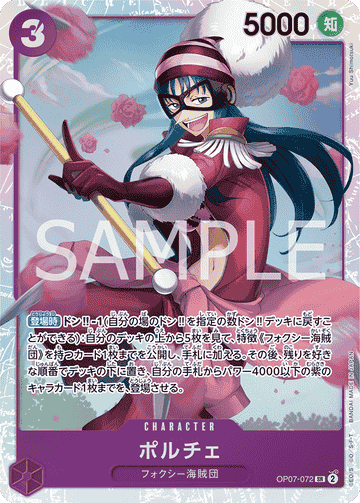 3
5000 知
Yuu Shimotsuki
SAMPLE
登場時 ドン!!-1(自分の場のドン!!を指定の数ドン!!デッキに戻すこ
とができる):自分のデッキの上から5枚を見て、特徴《フォクシー海賊
団》を持つカード1枚までを公開し、手札に加える。その後、残りを好き
な順番でデッキの下に置き、自分の手札からパワー4000以下の紫の
キャラカード1枚までを、登場させる。
CHARACTER
ポルチェ
フォクシー海賊団
OP07-072 SR 2